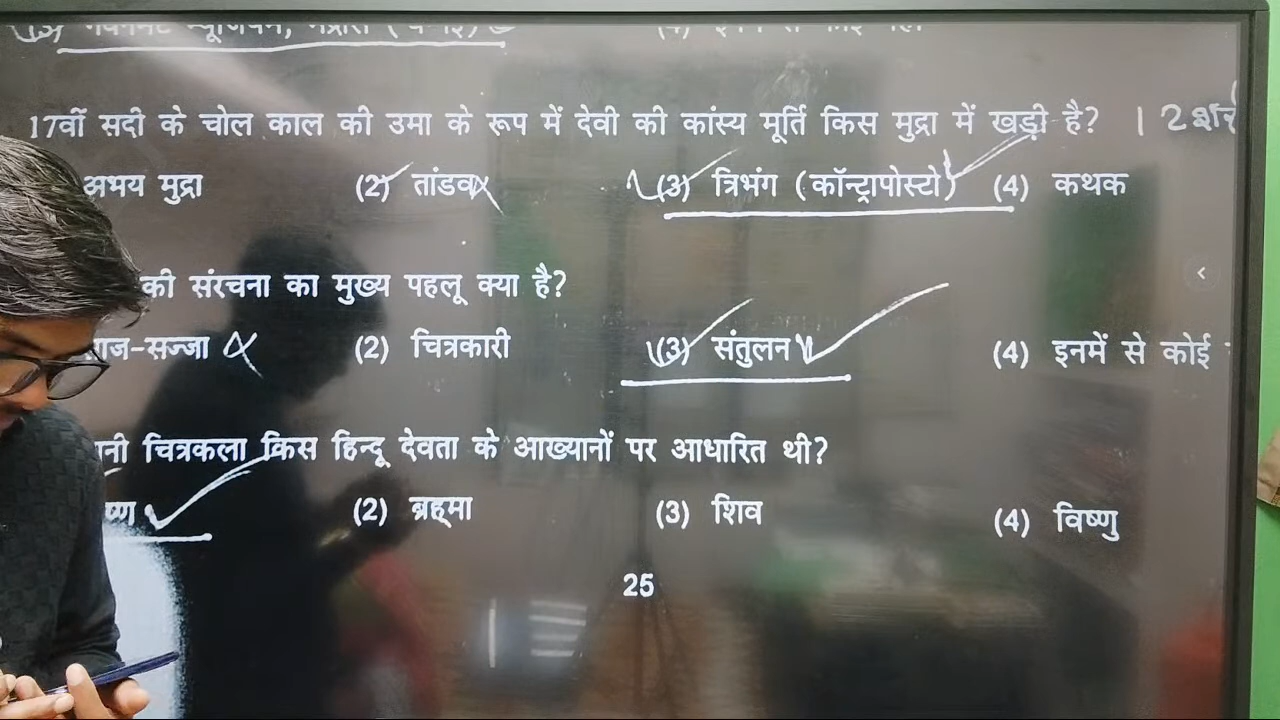 17वीं सदी के चोल काल की उमा के रूप में देवी की कांस्य मूर्ति किस मुद्रा में खड़ी है?
अभय मुद्रा (2) तांडव (3) त्रिभंग (कॉन्ट्रापोस्टो) (4) कथक
की संरचना का मुख्य पहलू क्या है?
(2) चित्रकारी (3) संतुलन (4) इनमें से कोई
चित्रकला किस हिन्दू देवता के आख्यानों पर आधारित थी?
(2) ब्रह्मा (3) शिव (4) विष्णु
25